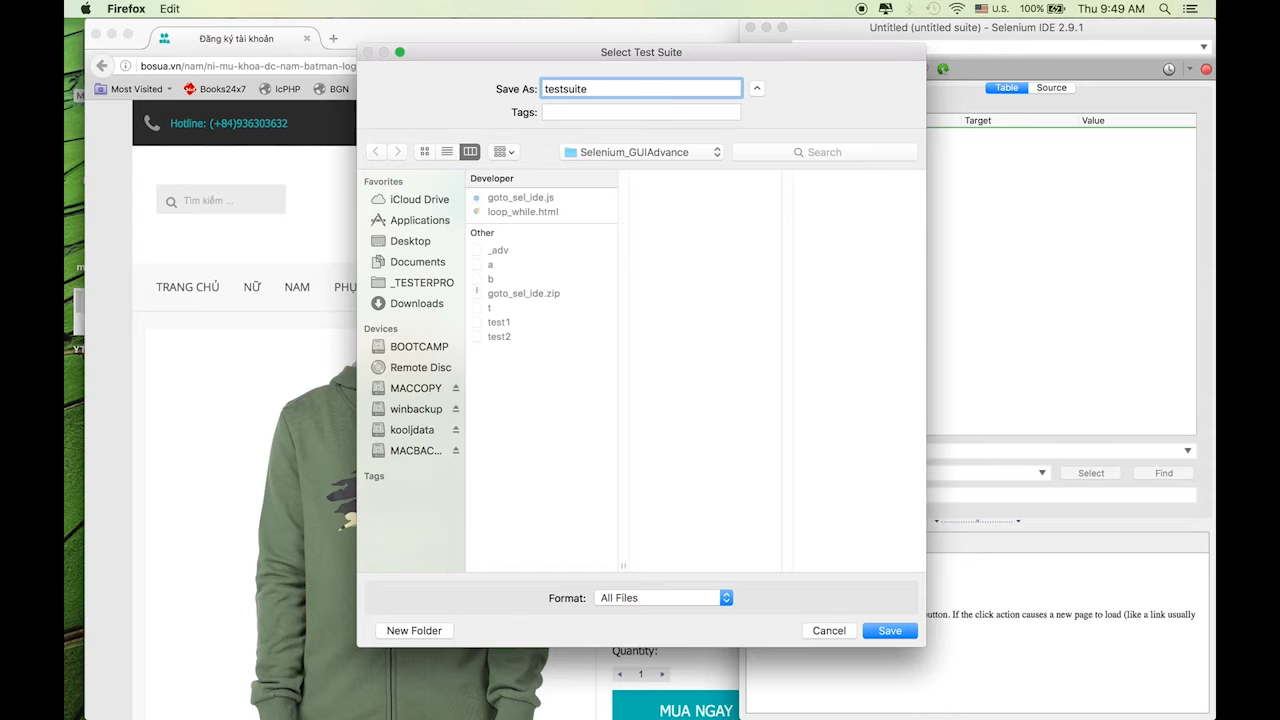 Firefox Edit
U.S. 100% Thu 9:49 AM
Đăng ký tài khoản
Untitled (untitled suite) - Selenium IDE 2.9.1
bosua.vn/nam/ni-mu-khoa-dc-nam-batman-log
Most Visited Books24x7 IcPHP BGN
Table Source
Target Value
Hotline: (+84)936303632
Tìm kiếm ...
TRANG CHỦ NỮ NAM PHỤ
Select Test Suite
Save As: testsuite
Tags:
Selenium_GUIAdvance
Search
Favorites
iCloud Drive
Applications
Desktop
Documents
_TESTERPRO
Downloads
Devices
BOOTCAMP
Remote Disc
MACCOPY
winbackup
kooljdata
MACBAC...
Tags
Developer
goto_sel_ide.js
loop_while.html
Other
_adv
a
b
goto_sel_ide.zip
t
test1
test2
Format: All Files
New Folder Cancel Save
Select Find
utton. If the click action causes a new page to load (like a link usually
Quantity:
1
MUA NGAY